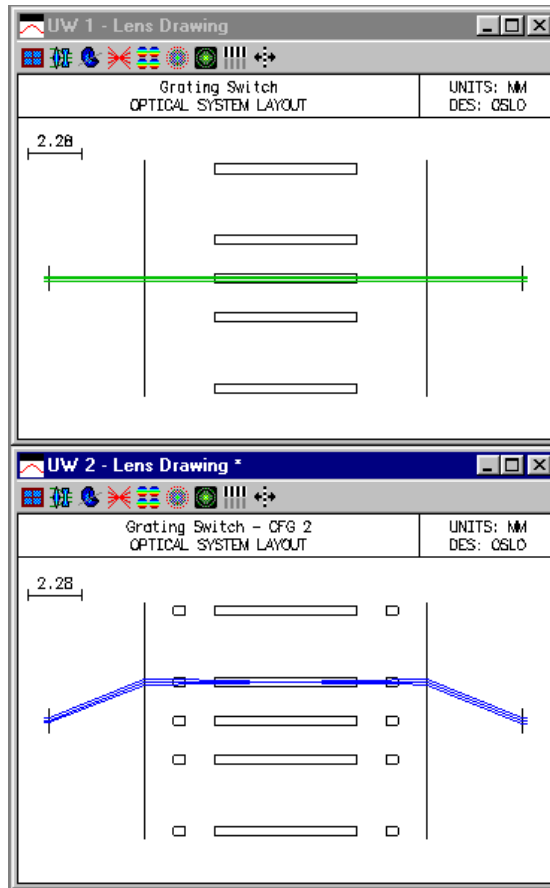 UW 1 - Lens Drawing
Grating Switch
OPTICAL SYSTEM LAYOUT
UNITS: MM
DES: OSLO
2.28
UW 2 - Lens Drawing *
Grating Switch - CFG 2
OPTICAL SYSTEM LAYOUT
UNITS: MM
DES: OSLO
2.28